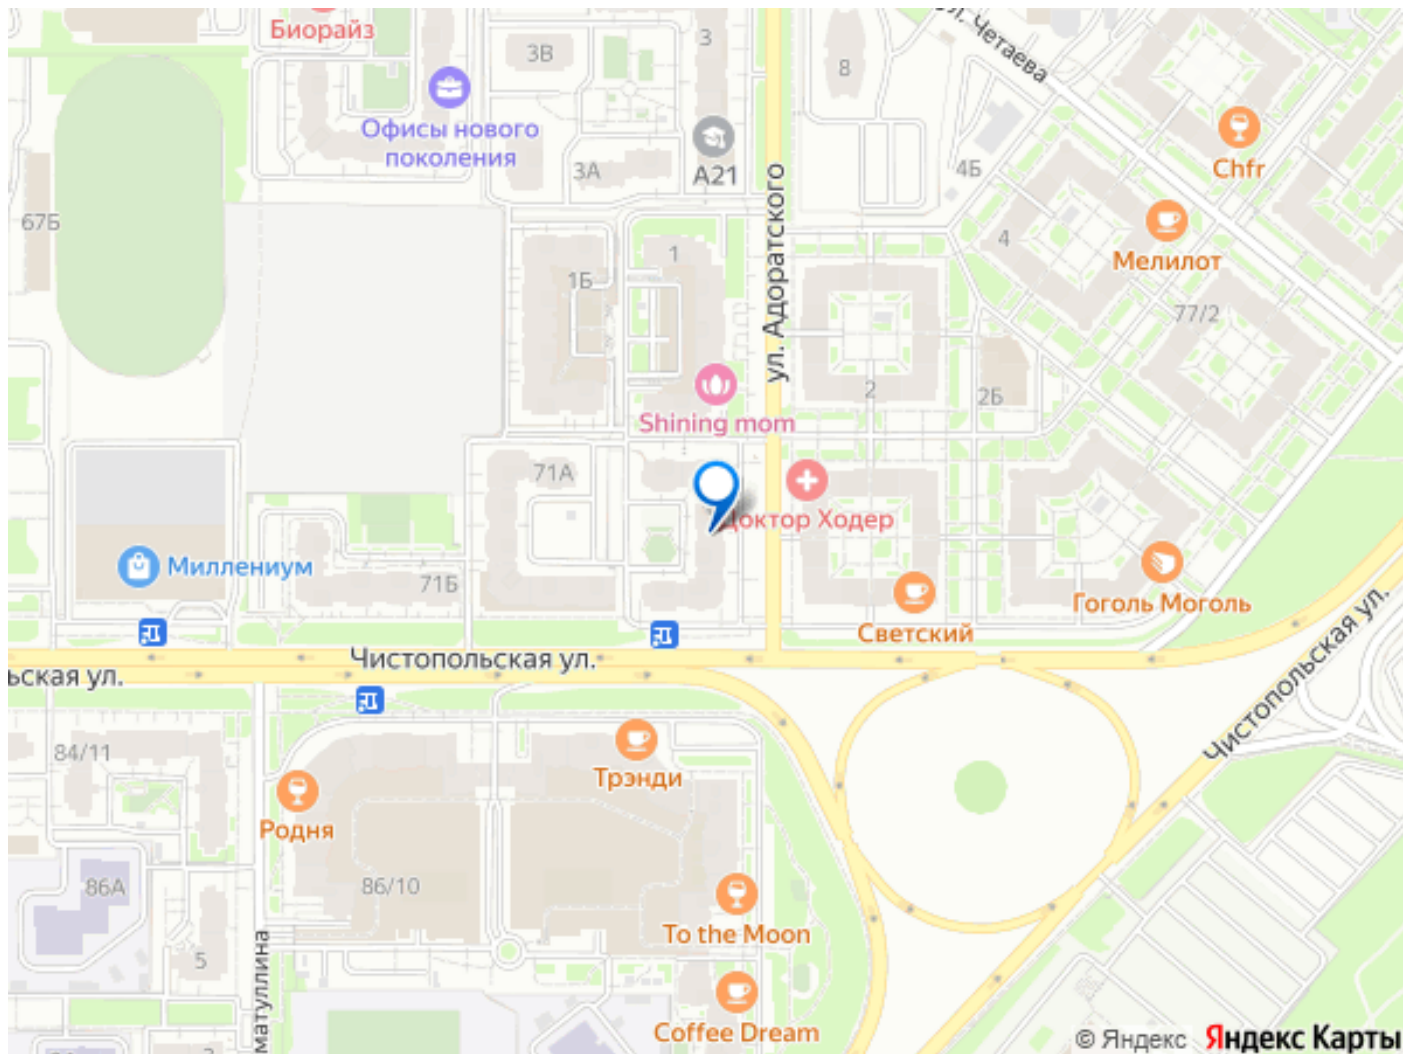 Биорайз
3В
3
8
ул. Четаева
Офисы нового
поколения
Chfr
3А
А21
4Б
67Б
ул. Адоратского
4
Мелилот
1
1Б
77/2
2
2Б
Shining mom
71А
Доктор Ходер
Миллениум
71Б
Гоголь Моголь
Светский
Чистопольская ул.
ьская ул.
Чистопольская ул.
84/11
Трэнди
Родня
86А
86/10
To the Moon
5
матуллина
Coffee Dream
© Яндекс Яндекс Карты